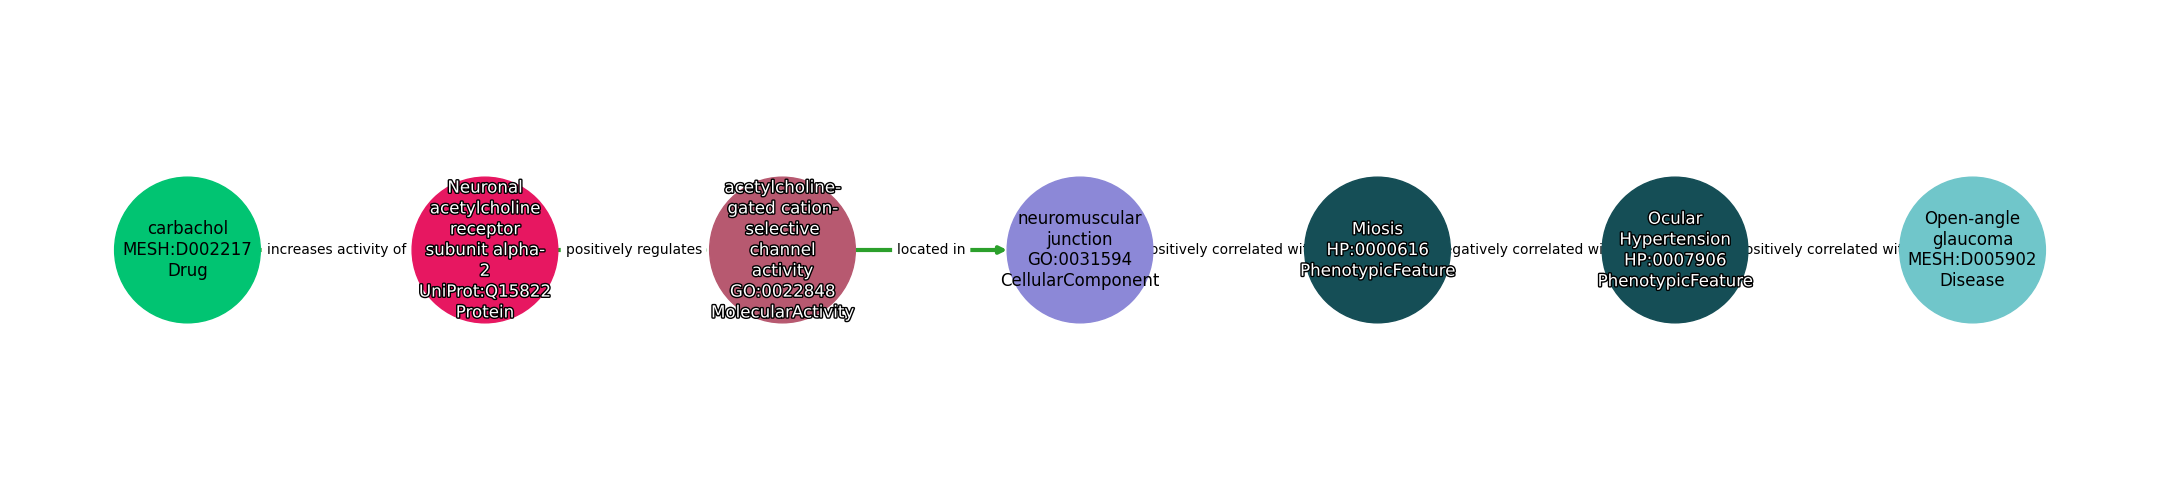 carbachol
MESH:D002217
Drug
increases activity of
Neuronal
acetylcholine
receptor
subunit alpha-
2
UniProt:Q15822
Protein
positively regulates
acetylcholine-
gated cation-
selective
channel
activity
GO:0022848
MolecularActivity
located in
neuromuscular
junction
GO:0031594
CellularComponent
ositively correlated wi
Miosis
HP:0000616
PhenotypicFeature
egatively correlated wi
Ocular
Hypertension
HP:0007906
PhenotypicFeature
ositively correlated wi
Open-angle
glaucoma
MESH:D005902
Disease